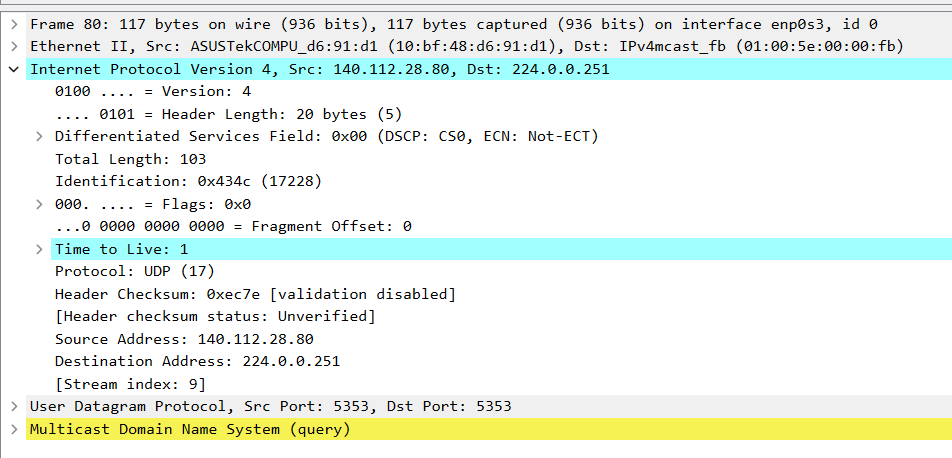 Frame 80: 117 bytes on wire (936 bits), 117 bytes captured (936 bits) on interface enp0s3, id 0
Ethernet II, Src: ASUSTekCOMPU_d6:91:d1 (10:bf:48:d6:91:d1), Dst: IPv4mcast_fb (01:00:5e:00:00:fb)
Internet Protocol Version 4, Src: 140.112.28.80, Dst: 224.0.0.251
0100 .... = Version: 4
.... 0101 = Header Length: 20 bytes (5)
Differentiated Services Field: 0x00 (DSCP: CS0, ECN: Not-ECT)
Total Length: 103
Identification: 0x434c (17228)
000. .... = Flags: 0x0
...0 0000 0000 0000 = Fragment Offset: 0
Time to Live: 1
Protocol: UDP (17)
Header Checksum: 0xec7e [validation disabled]
[Header checksum status: Unverified]
Source Address: 140.112.28.80
Destination Address: 224.0.0.251
[Stream index: 9]
User Datagram Protocol, Src Port: 5353, Dst Port: 5353
Multicast Domain Name System (query)